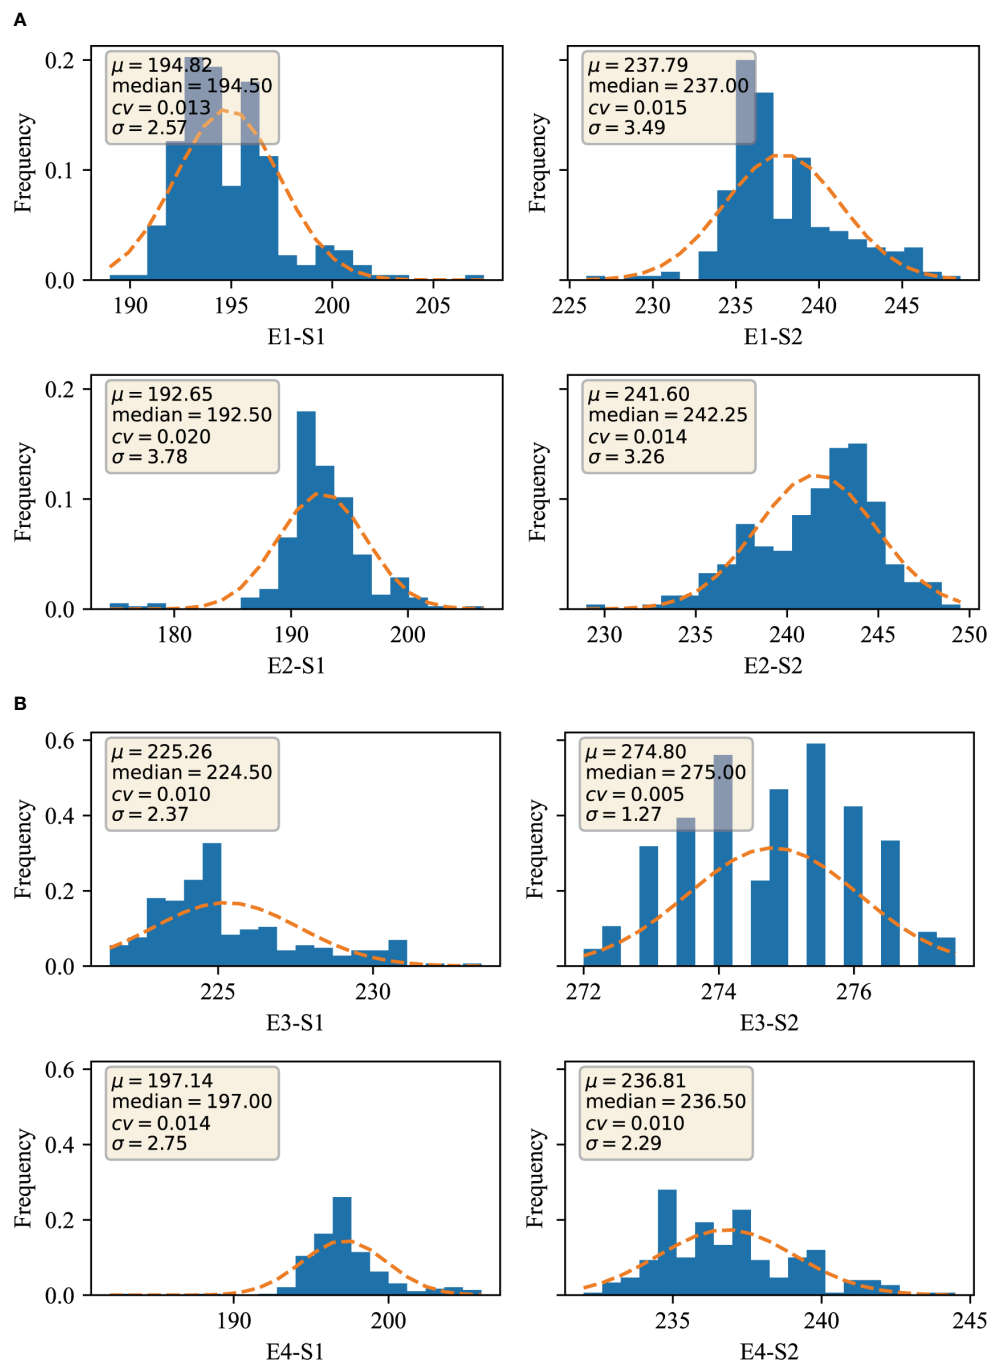 A
0.2
0.1
0.0
Frequency
μ = 194.82
median = 194.50
cv = 0.013
σ = 2.57
190 195 200 205
E1-S1
Frequency
μ = 237.79
median = 237.00
cv = 0.015
σ = 3.49
225 230 235 240 245
E1-S2
0.2
0.1
0.0
Frequency
μ = 192.65
median = 192.50
cv = 0.020
σ = 3.78
180 190 200
E2-S1
Frequency
μ = 241.60
median = 242.25
cv = 0.014
σ = 3.26
230 235 240 245 250
E2-S2
B
0.6
0.4
0.2
0.0
Frequency
μ = 225.26
median = 224.50
cv = 0.010
σ = 2.37
225 230
E3-S1
Frequency
μ = 274.80
median = 275.00
cv = 0.005
σ = 1.27
272 274 276
E3-S2
0.6
0.4
0.2
0.0
Frequency
μ = 197.14
median = 197.00
cv = 0.014
σ = 2.75
190 200
E4-S1
Frequency
μ = 236.81
median = 236.50
cv = 0.010
σ = 2.29
235 240 245
E4-S2